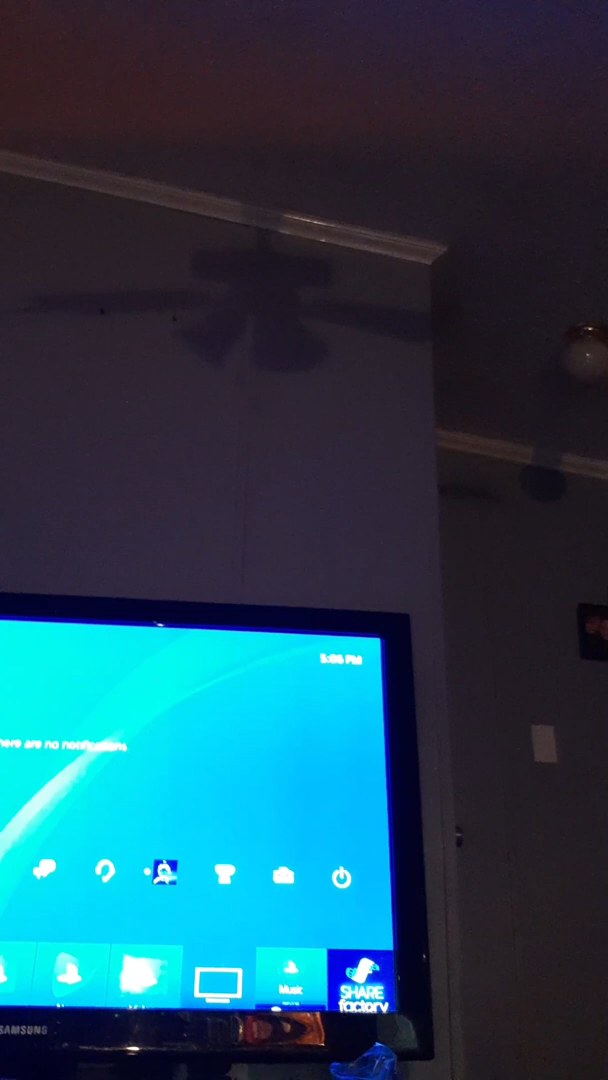 5:05 PM
here are no notifications
Music
SHARE
factory
SAMSUNG